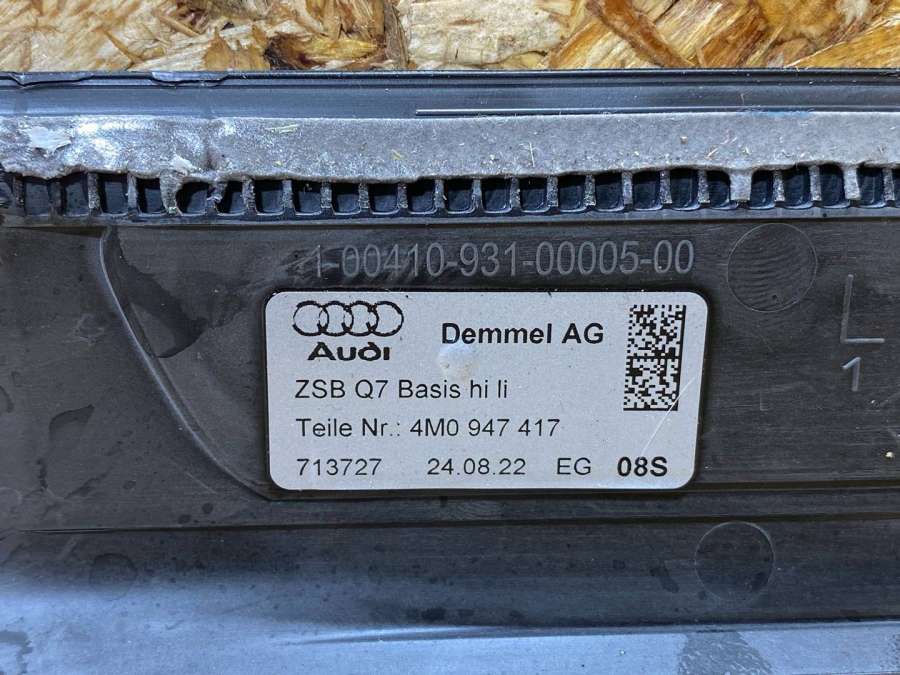 1-00410-931-00005-00
Audi
Demmel AG
ZSB Q7 Basis hi li
Teile Nr.: 4M0 947 417
713727 24.08.22 EG 08S
L
1